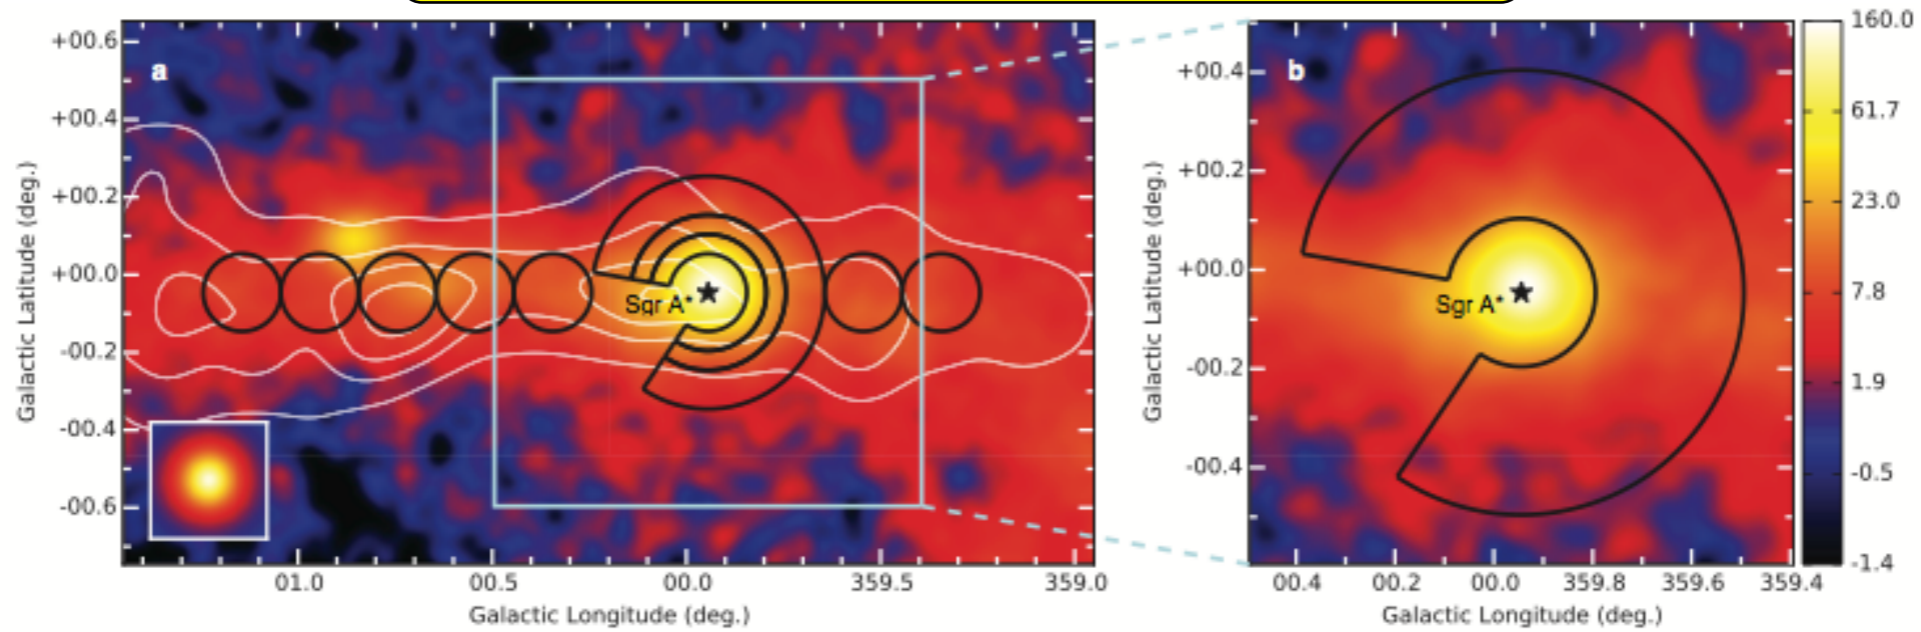 a
+00.6
+00.4
+00.2
+00.0
-00.2
-00.4
-00.6
Galactic Latitude (deg.)
Sgr A*
01.0 00.5 00.0 359.5 359.0
Galactic Longitude (deg.)
b
+00.4
+00.2
+00.0
-00.2
-00.4
Galactic Latitude (deg.)
Sgr A*
00.4 00.2 00.0 359.8 359.6 359.4
Galactic Longitude (deg.)
160.0
61.7
23.0
7.8
1.9
-0.5
-1.4